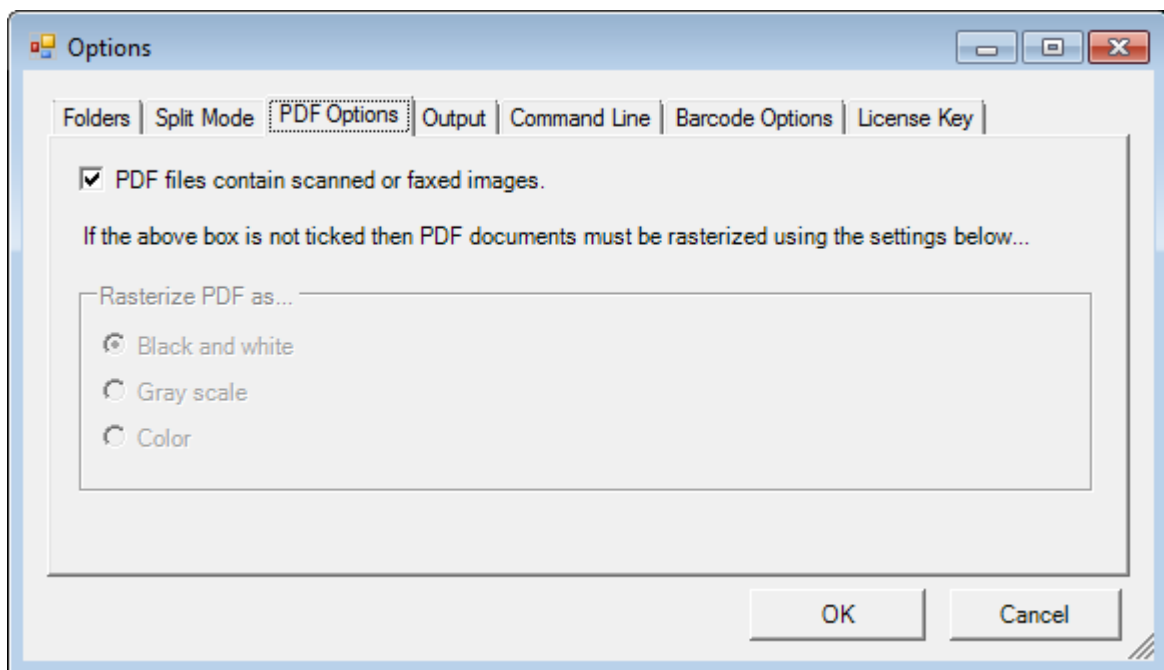 Options
Folders Split Mode PDF Options Output Command Line Barcode Options License Key
PDF files contain scanned or faxed images.
If the above box is not ticked then PDF documents must be rasterized using the settings below...
Rasterize PDF as...
Black and white
Gray scale
Color
OK Cancel